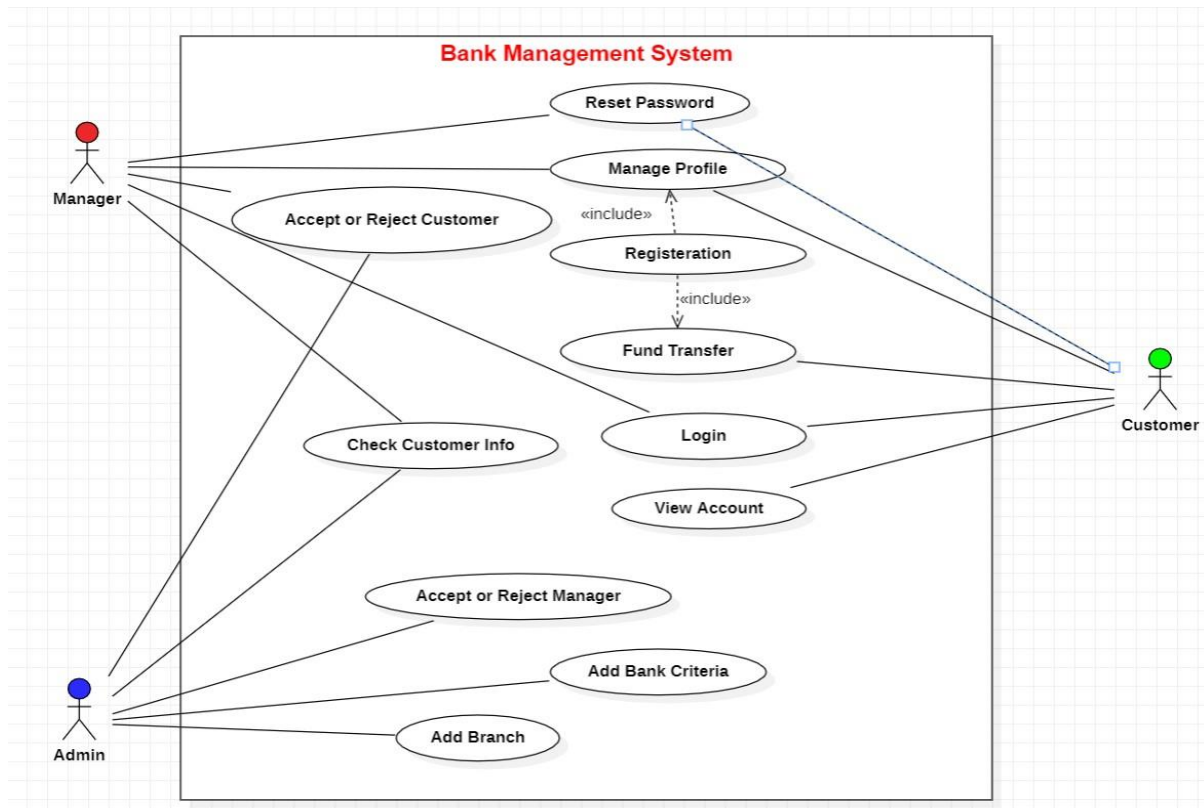 Bank Management System
Reset Password
Manage Profile
Manager
Accept or Reject Customer
«include»
Registeration
«include»
Fund Transfer
Customer
Login
Check Customer Info
View Account
Accept or Reject Manager
Add Bank Criteria
Add Branch
Admin